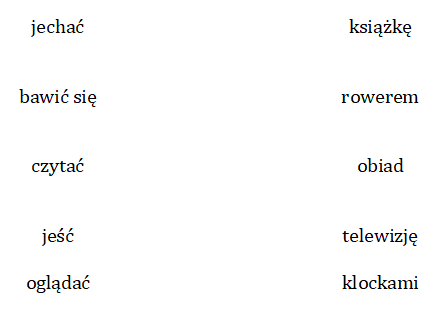 jechać książkę
bawić się rowerem
czytać obiad
jeść telewizję
oglądać klockami